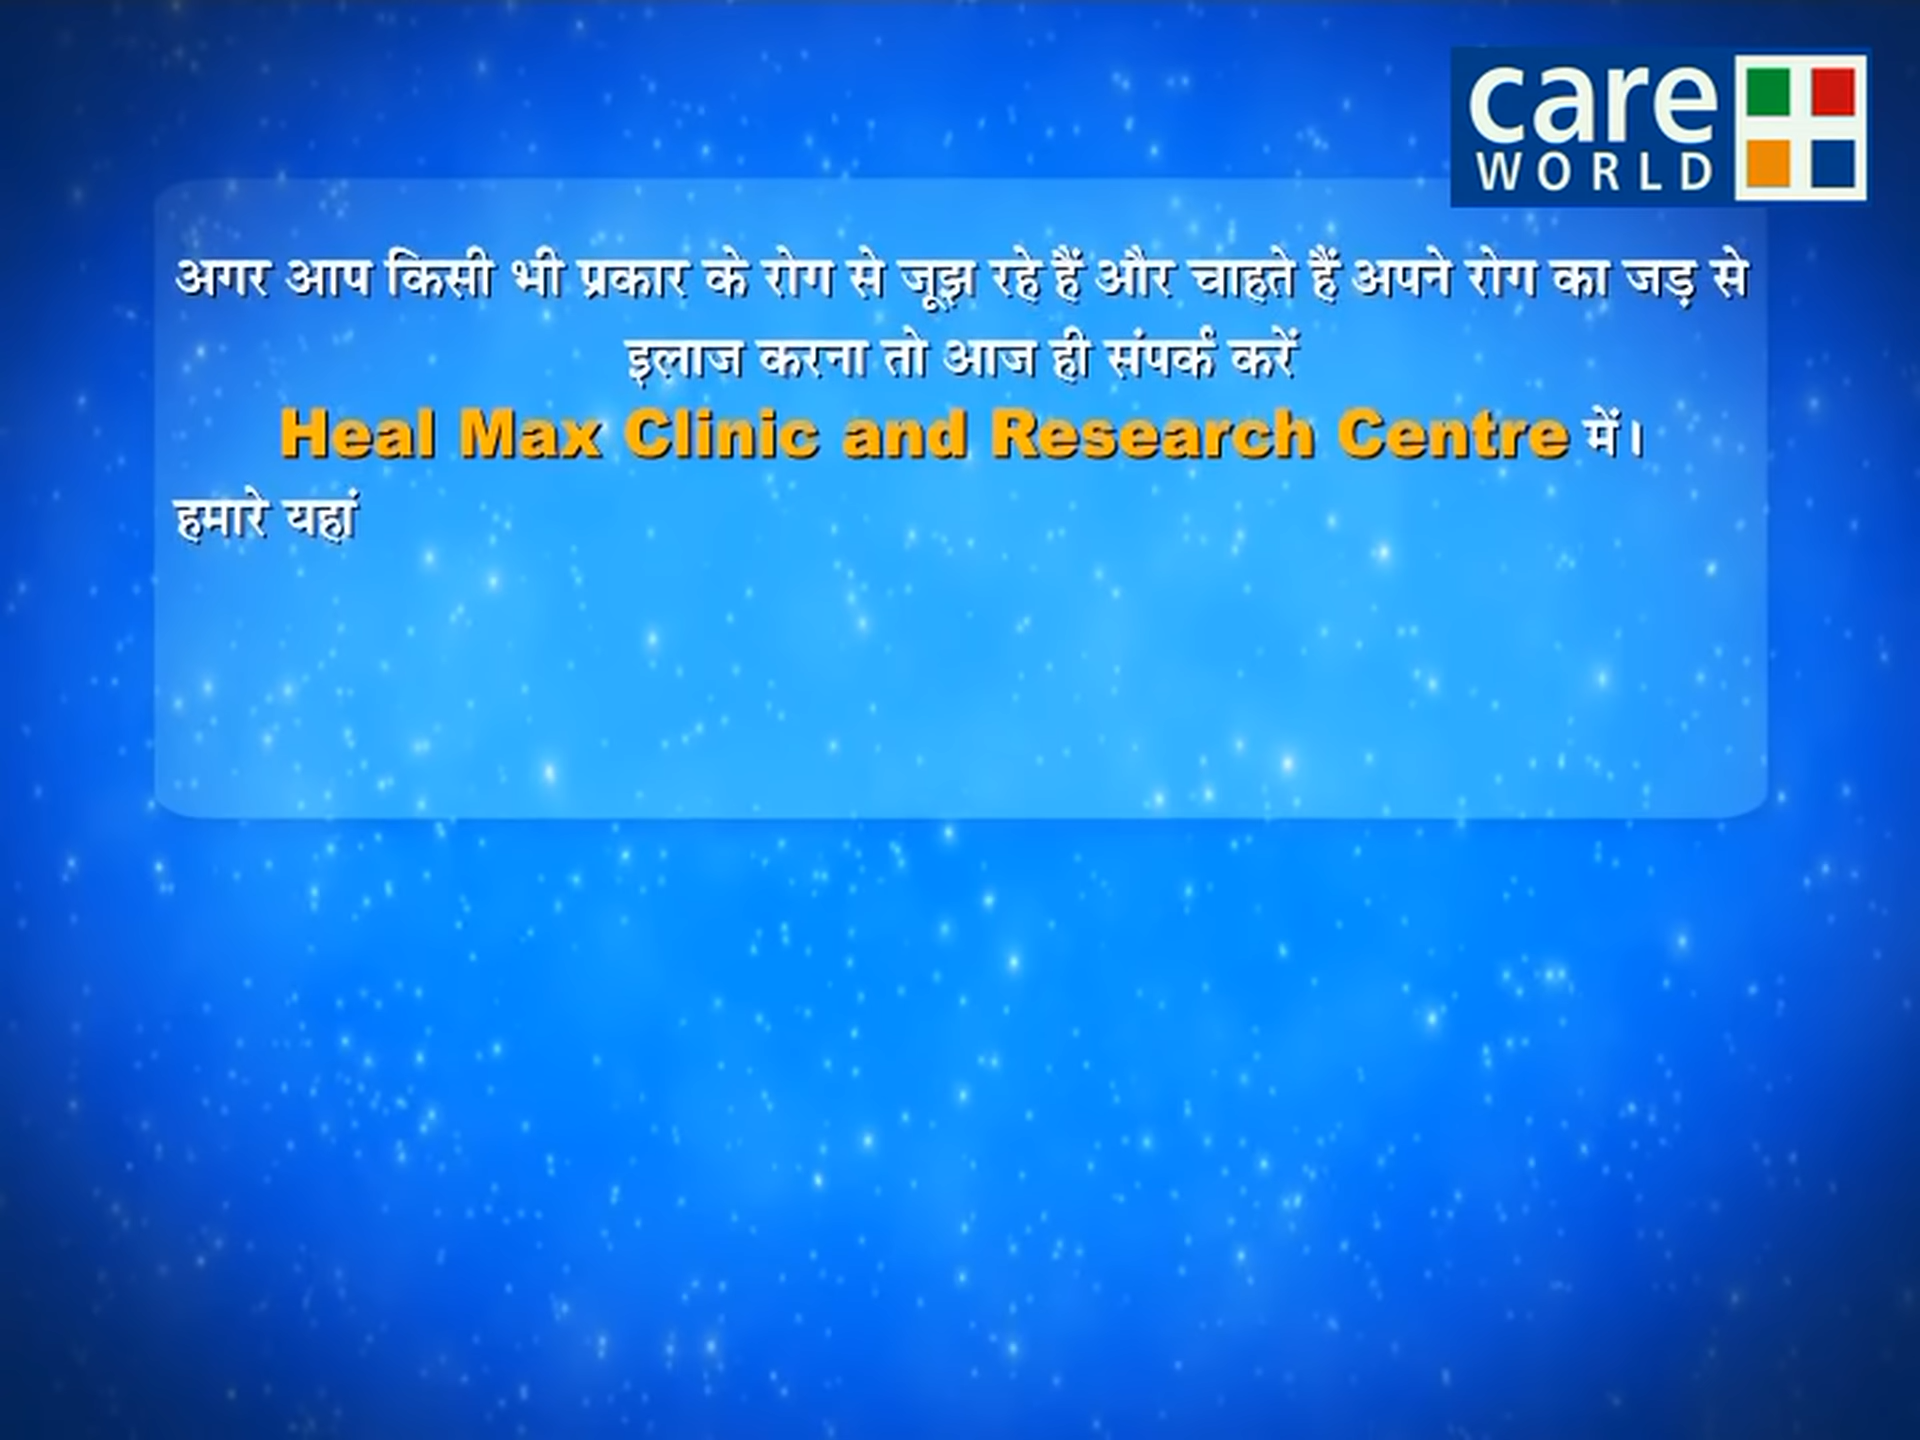 care
WORLD
अगर आप किसी भी प्रकार के रोग से जूझ रहे हैं और चाहते हैं अपने रोग का जड़ से
इलाज करना तो आज ही संपर्क करें
Heal Max Clinic and Research Centre में।
हमारे यहां